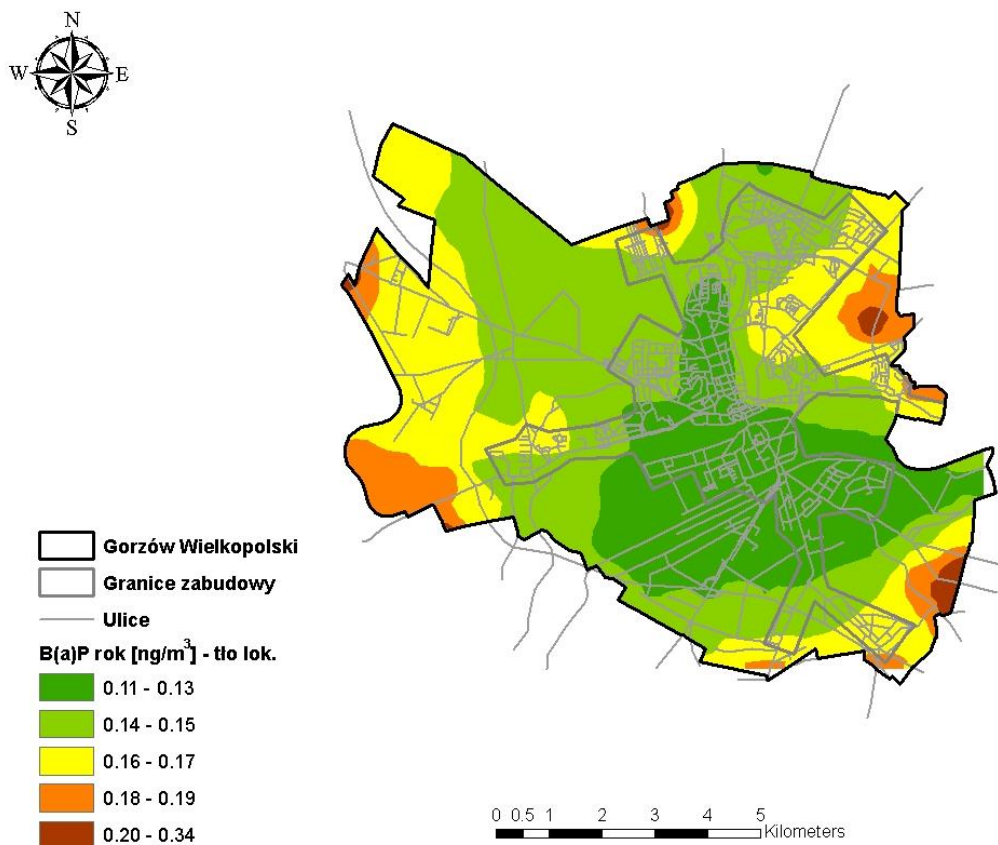 N
W E
S
Gorzów Wielkopolski
Granice zabudowy
Ulice
B(a)P rok [ng/m³] - tło lok.
0.11 - 0.13
0.14 - 0.15
0.16 - 0.17
0.18 - 0.19
0.20 - 0.34
0 0.5 1 2 3 4 5
Kilometers